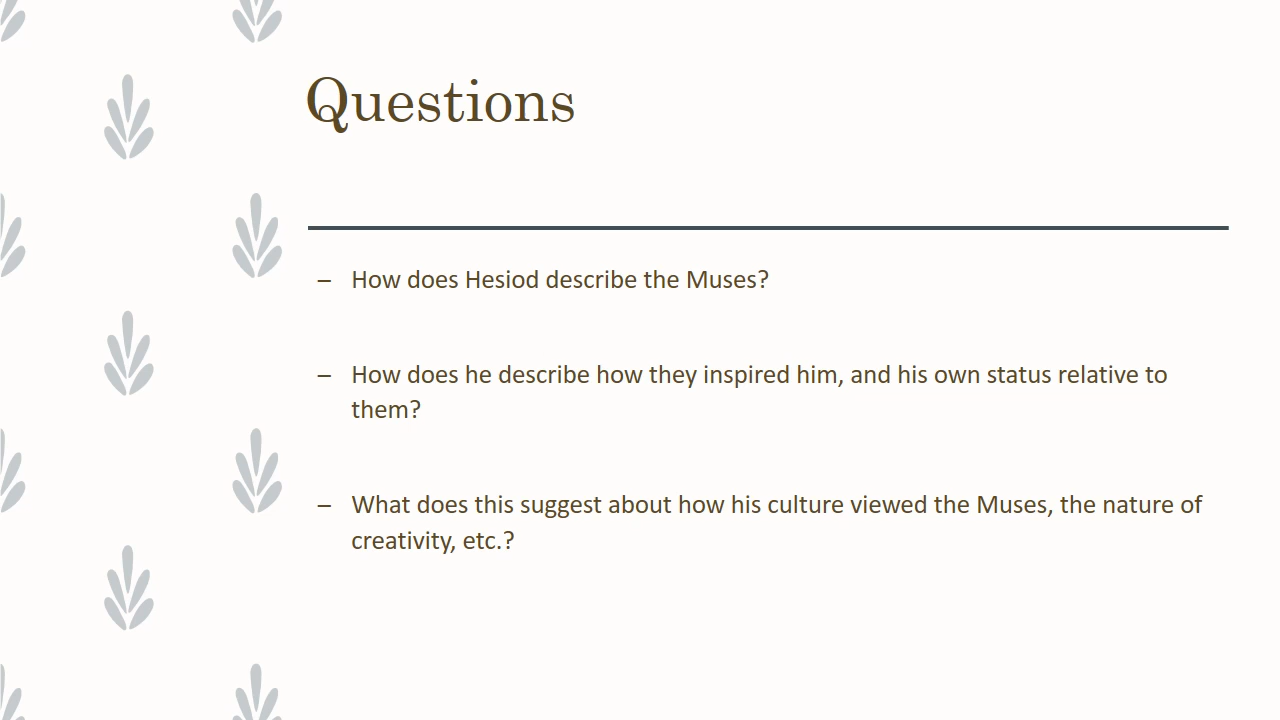 Questions
– How does Hesiod describe the Muses?
– How does he describe how they inspired him, and his own status relative to
them?
– What does this suggest about how his culture viewed the Muses, the nature of
creativity, etc.?